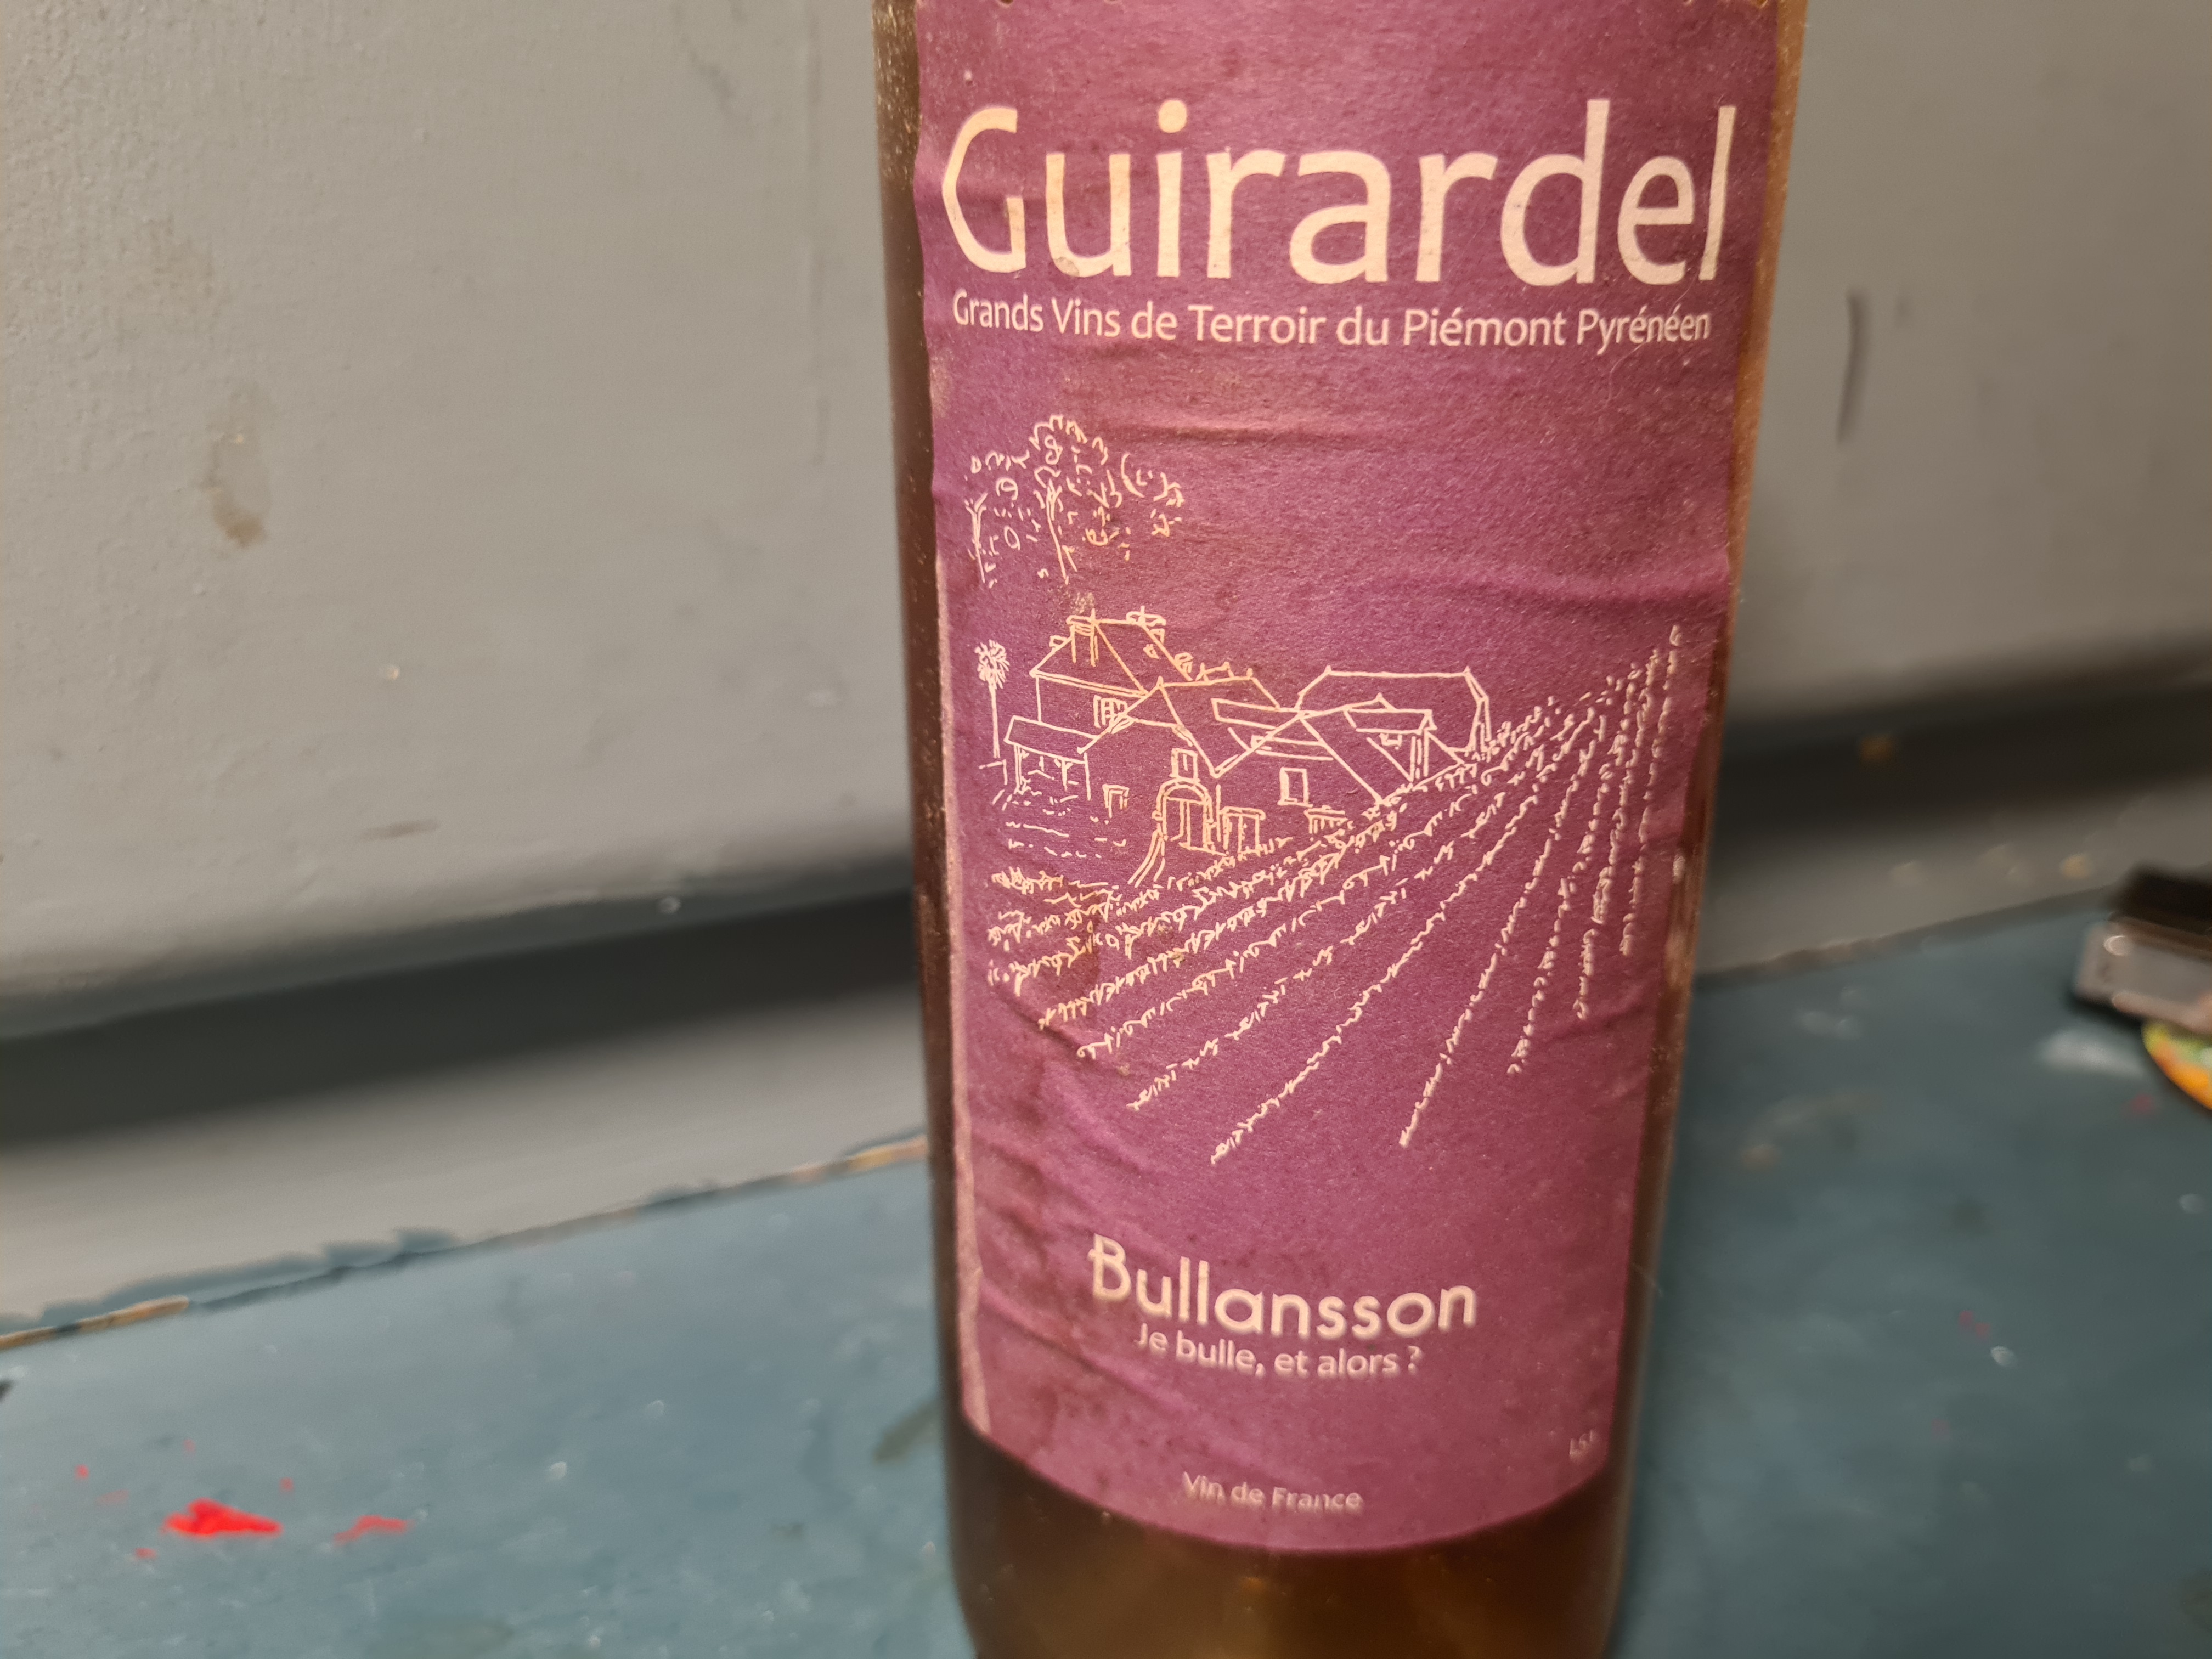 Guirardel
Grands Vins de Terroir du Piémont Pyrénéen
Bullansson
Je bulle, et alors ?
Vin de France